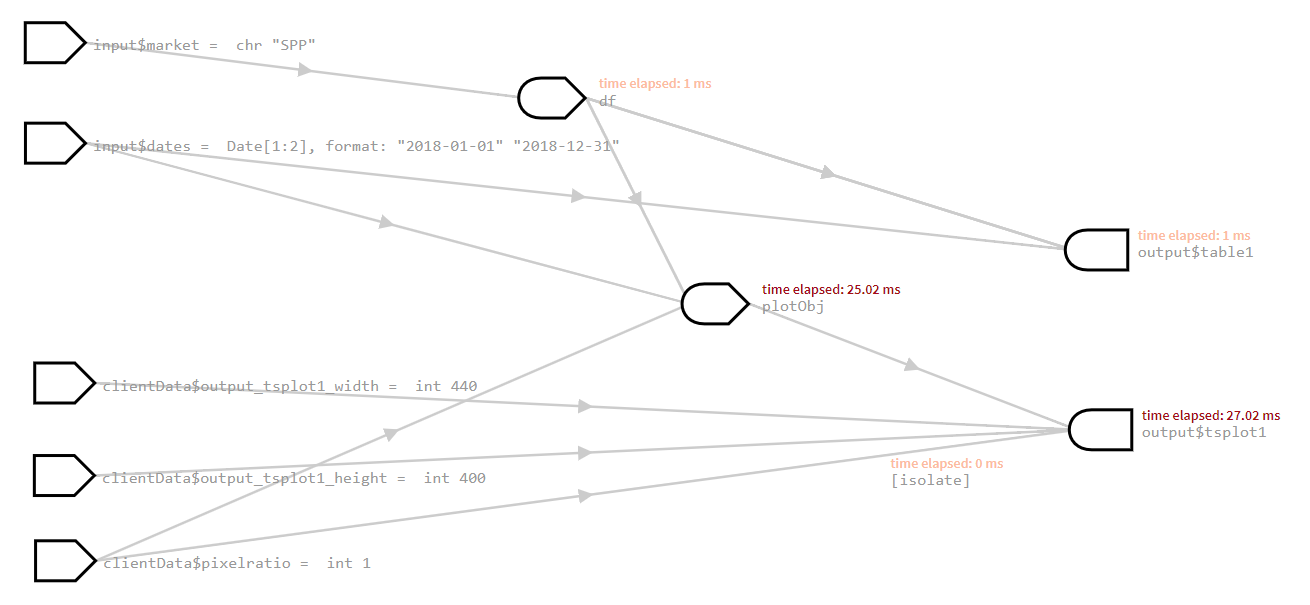 input$market =  chr "SPP"
time elapsed: 1 ms
df
input$dates =  Date[1:2], format: "2018-01-01" "2018-12-31"
time elapsed: 1 ms
output$table1
time elapsed: 25.02 ms
plotObj
clientData$output_tsplot1_width =  int 440
time elapsed: 27.02 ms
output$tsplot1
time elapsed: 0 ms
[isolate]
clientData$output_tsplot1_height =  int 400
clientData$pixelratio =  int 1